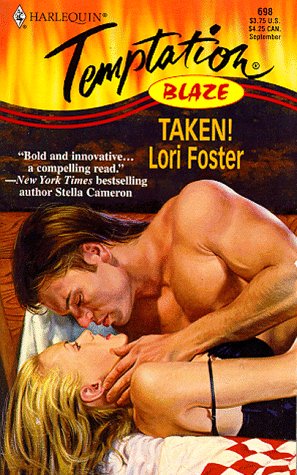 HARLEQUIN®
698
$3.75 U.S.
$4.25 CAN.
September
Temptation®
BLAZE
TAKEN!
Lori Foster
“Bold and innovative…
a compelling read.”
—New York Times bestselling
author Stella Cameron